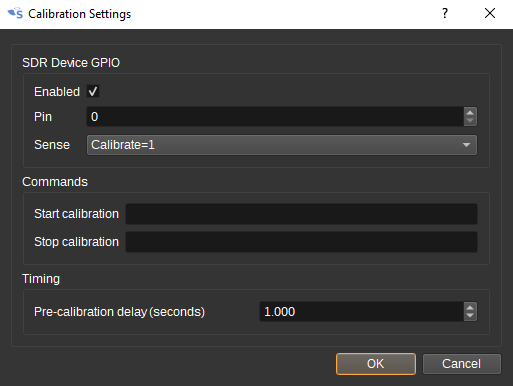 Calibration Settings ?
SDR Device GPIO
Enabled
Pin 0
Sense Calibrate=1
Commands
Start calibration
Stop calibration
Timing
Pre-calibration delay (seconds) 1.000
OK Cancel